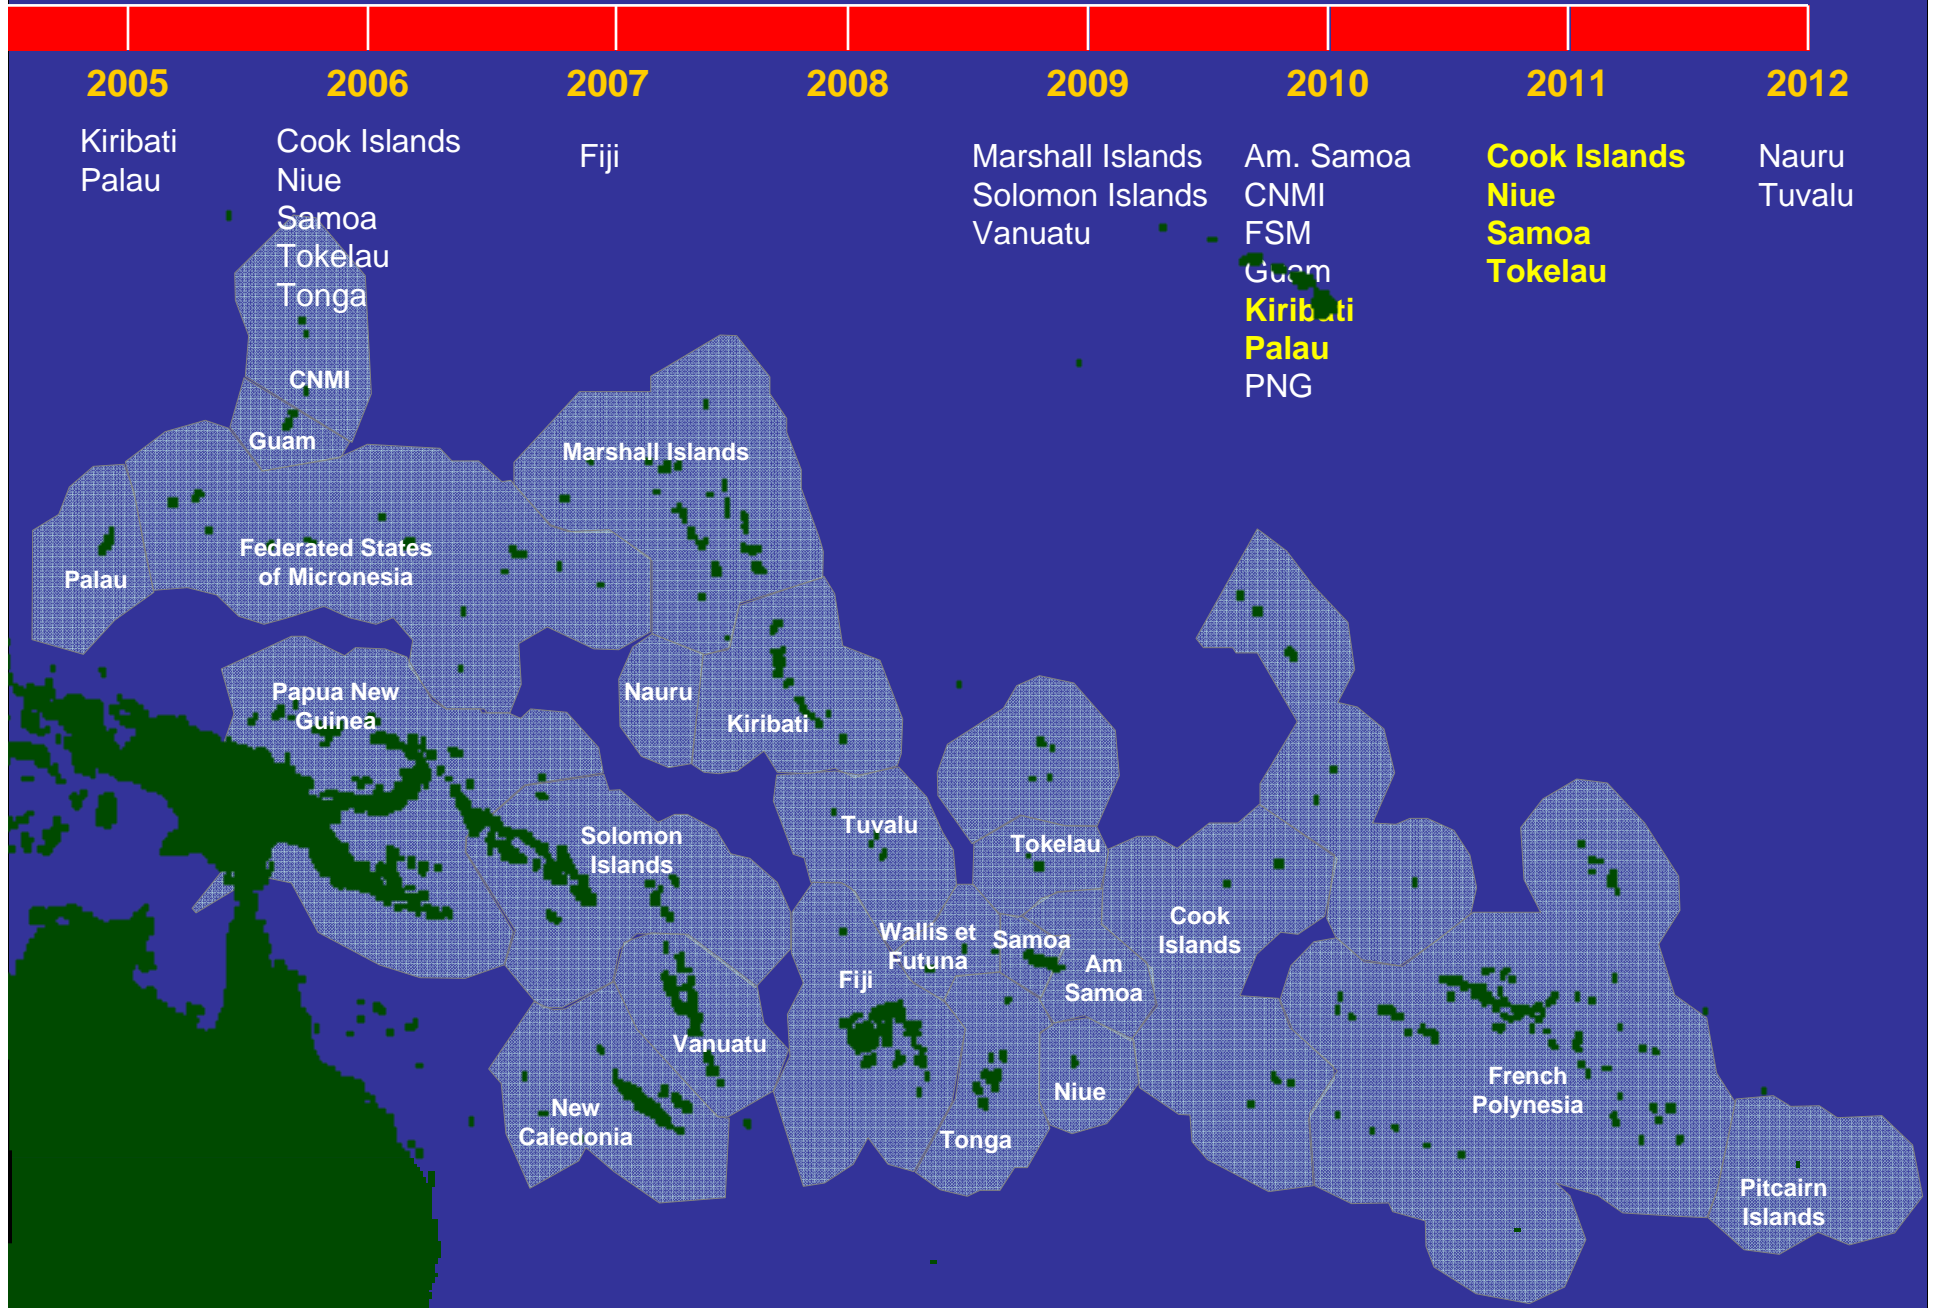 2005
2006
2007
2008
2009
2010
2011
2012
Kiribati
Palau
Cook Islands
Niue
Samoa
Tokelau
Tonga
Fiji
Marshall Islands
Solomon Islands
Vanuatu
Am. Samoa
CNMI
FSM
Guam
Kiribati
Palau
PNG
Cook Islands
Niue
Samoa
Tokelau
Nauru
Tuvalu
CNMI
Guam
Marshall Islands
Federated States
of Micronesia
Palau
Papua New
Guinea
Nauru
Kiribati
Solomon
Islands
Tuvalu
Tokelau
Wallis et
Futuna
Samoa
Am
Samoa
Cook
Islands
Fiji
Vanuatu
New
Caledonia
Tonga
Niue
French
Polynesia
Pitcairn
Islands